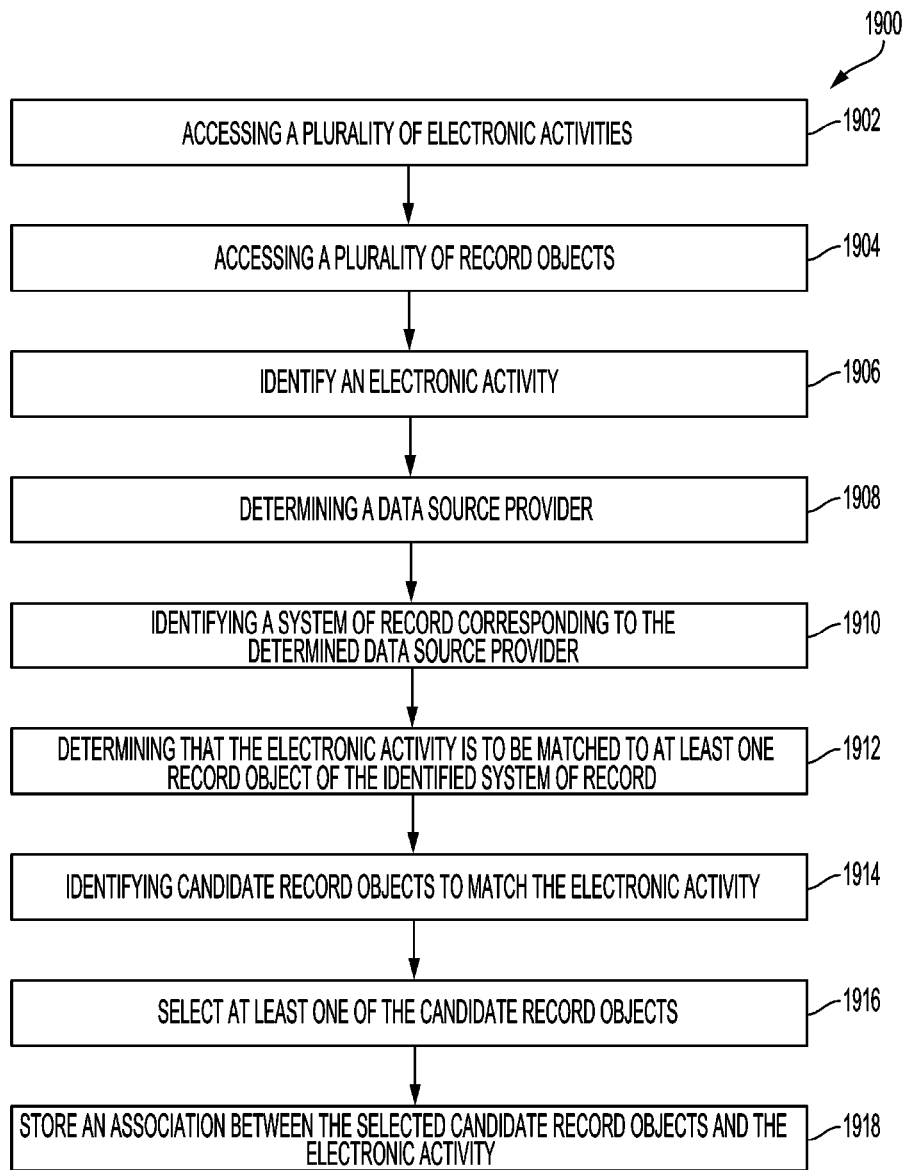 1900
ACCESSING A PLURALITY OF ELECTRONIC ACTIVITIES
1902
ACCESSING A PLURALITY OF RECORD OBJECTS
1904
IDENTIFY AN ELECTRONIC ACTIVITY
1906
DETERMINING A DATA SOURCE PROVIDER
1908
IDENTIFYING A SYSTEM OF RECORD CORRESPONDING TO THE
DETERMINED DATA SOURCE PROVIDER
1910
DETERMINING THAT THE ELECTRONIC ACTIVITY IS TO BE MATCHED TO AT LEAST ONE
RECORD OBJECT OF THE IDENTIFIED SYSTEM OF RECORD
1912
IDENTIFYING CANDIDATE RECORD OBJECTS TO MATCH THE ELECTRONIC ACTIVITY
1914
SELECT AT LEAST ONE OF THE CANDIDATE RECORD OBJECTS
1916
STORE AN ASSOCIATION BETWEEN THE SELECTED CANDIDATE RECORD OBJECTS AND THE
ELECTRONIC ACTIVITY
1918